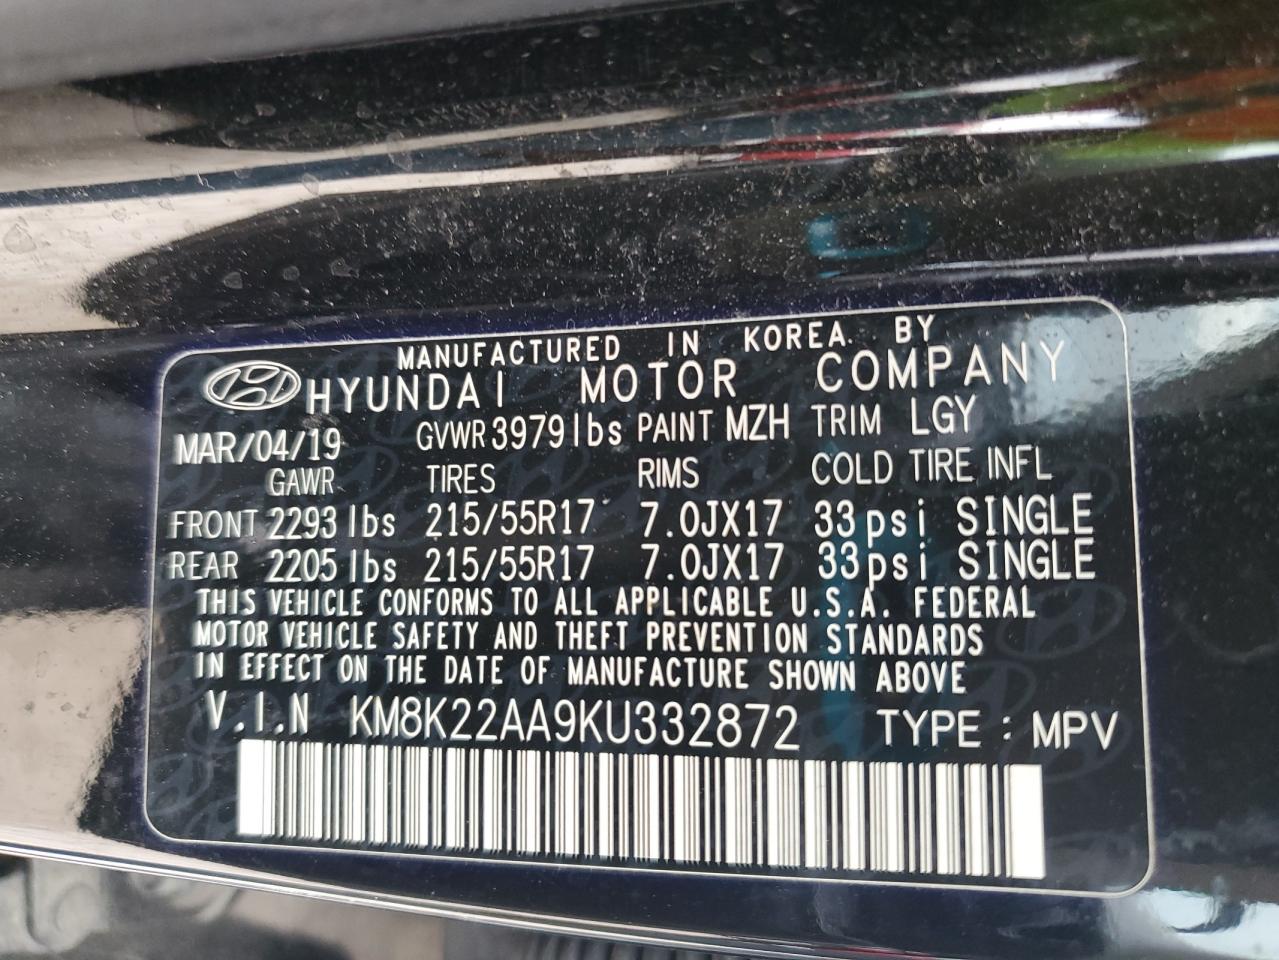 MANUFACTURED IN KOREA BY
HYUNDAI MOTOR COMPANY
MAR/04/19 GVWR 3979lbs PAINT MZH TRIM LGY
GAWR TIRES RIMS COLD TIRE INFL
FRONT 2293 lbs 215/55R17 7.0JX17 33psi SINGLE
REAR 2205 lbs 215/55R17 7.0JX17 33psi SINGLE
THIS VEHICLE CONFORMS TO ALL APPLICABLE U.S.A. FEDERAL
MOTOR VEHICLE SAFETY AND THEFT PREVENTION STANDARDS
IN EFFECT ON THE DATE OF MANUFACTURE SHOWN ABOVE
V.I.N KM8K22AA9KU332872 TYPE : MPV